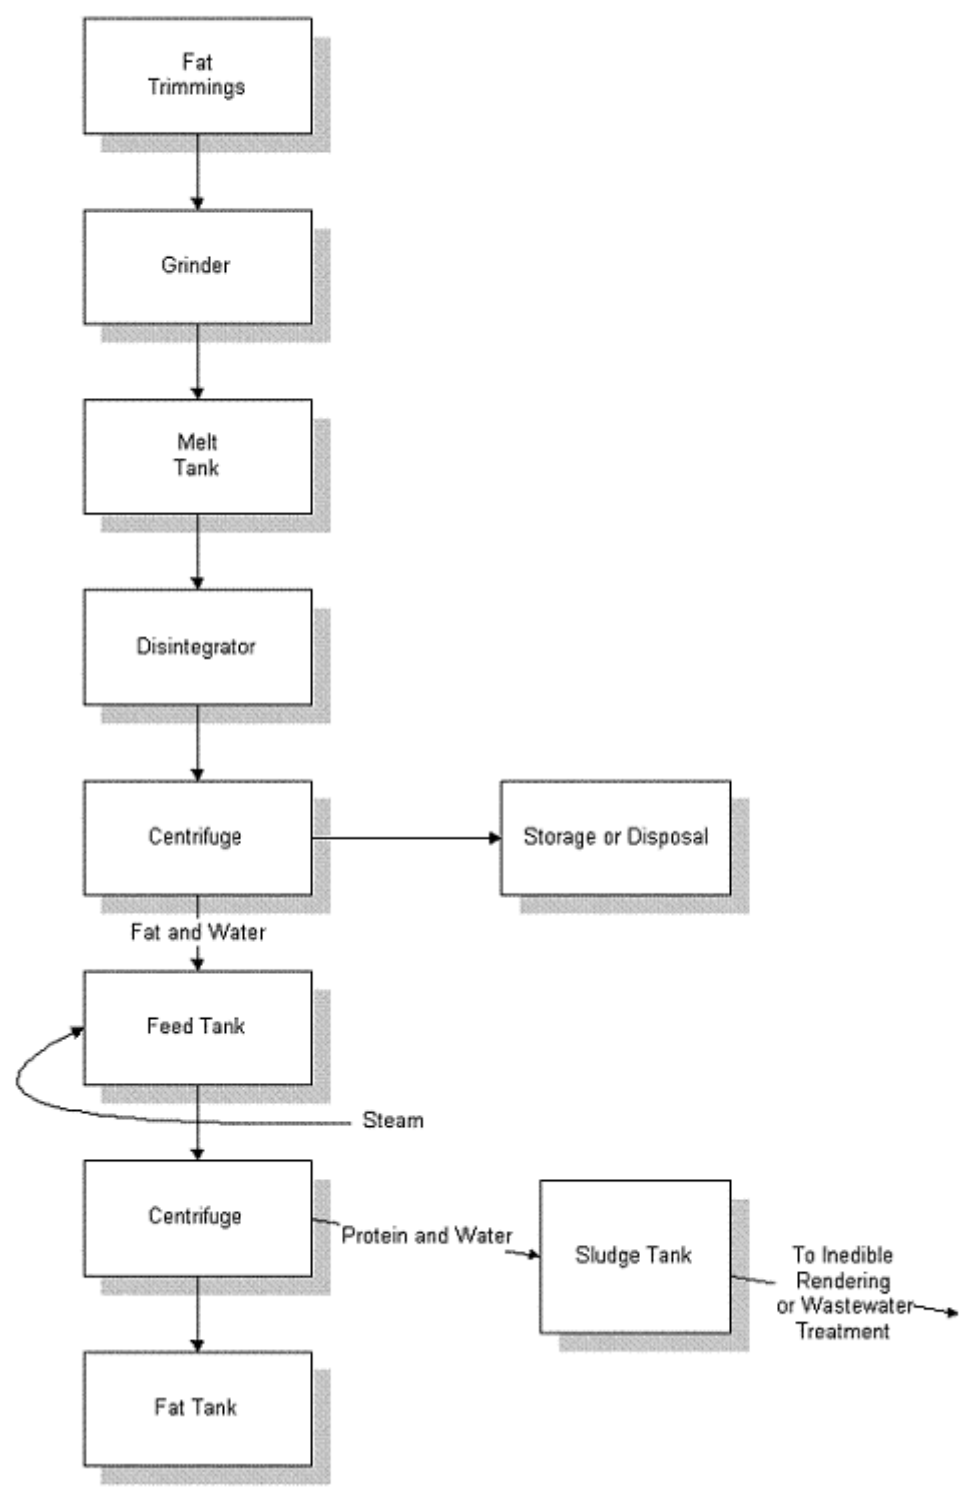 Fat
Trimmings
Grinder
Melt
Tank
Disintegrator
Centrifuge
Storage or Disposal
Fat and Water
Feed Tank
Steam
Centrifuge
Protein and Water
Sludge Tank
To Inedible
Rendering
or Wastewater
Treatment
Fat Tank